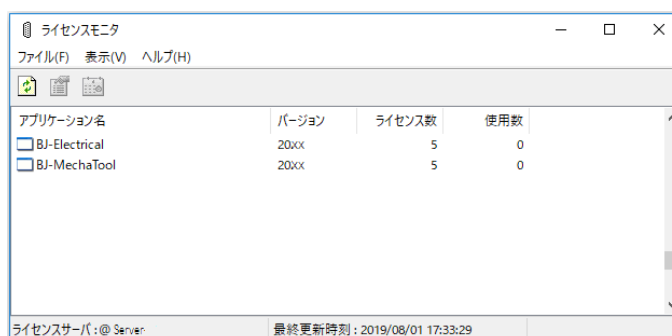 ライセンスモニタ
ファイル(F) 表示(V) ヘルプ(H)
アプリケーション名 バージョン ライセンス数 使用数
BJ-Electrical 20xx 5 0
BJ-MechaTool 20xx 5 0
ライセンスサーバ:@ Server 最終更新時刻 : 2019/08/01 17:33:29